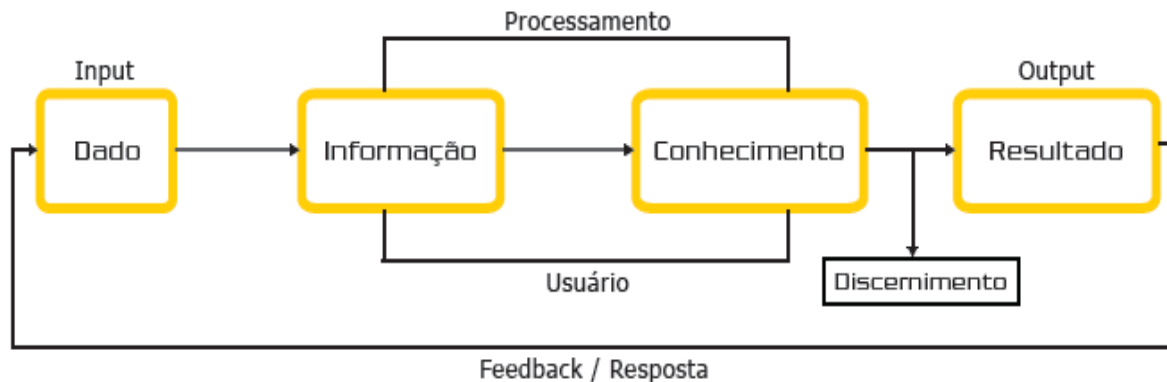 Processamento
Input
Output
Dado
Informação
Conhecimento
Resultado
Usuário
Discernimento
Feedback / Resposta